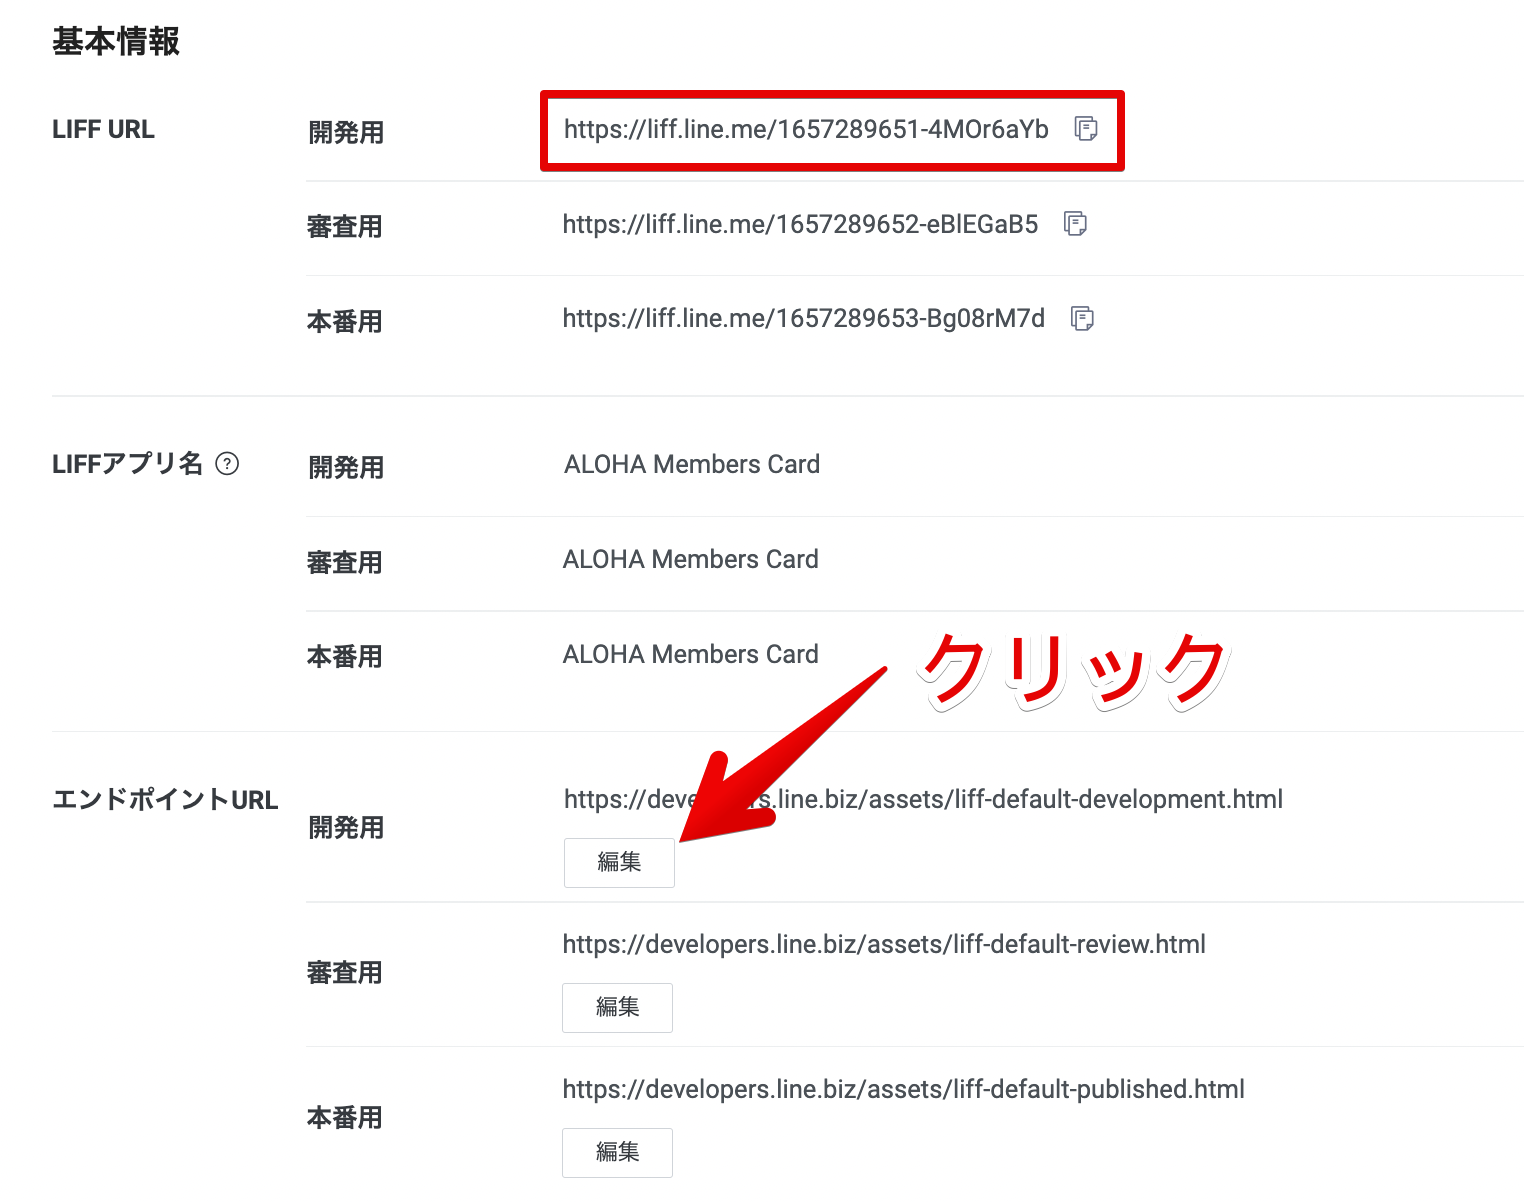 基本情報
LIFF URL
開発用
https://liff.line.me/1657289651-4MOr6aYb
審査用
https://liff.line.me/1657289652-eBlEGaB5
本番用
https://liff.line.me/1657289653-Bg08rM7d
LIFFアプリ名 ?
開発用
ALOHA Members Card
審査用
ALOHA Members Card
本番用
ALOHA Members Card
クリック
エンドポイントURL
開発用
https://developers.line.biz/assets/liff-default-development.html
編集
審査用
https://developers.line.biz/assets/liff-default-review.html
編集
本番用
https://developers.line.biz/assets/liff-default-published.html
編集